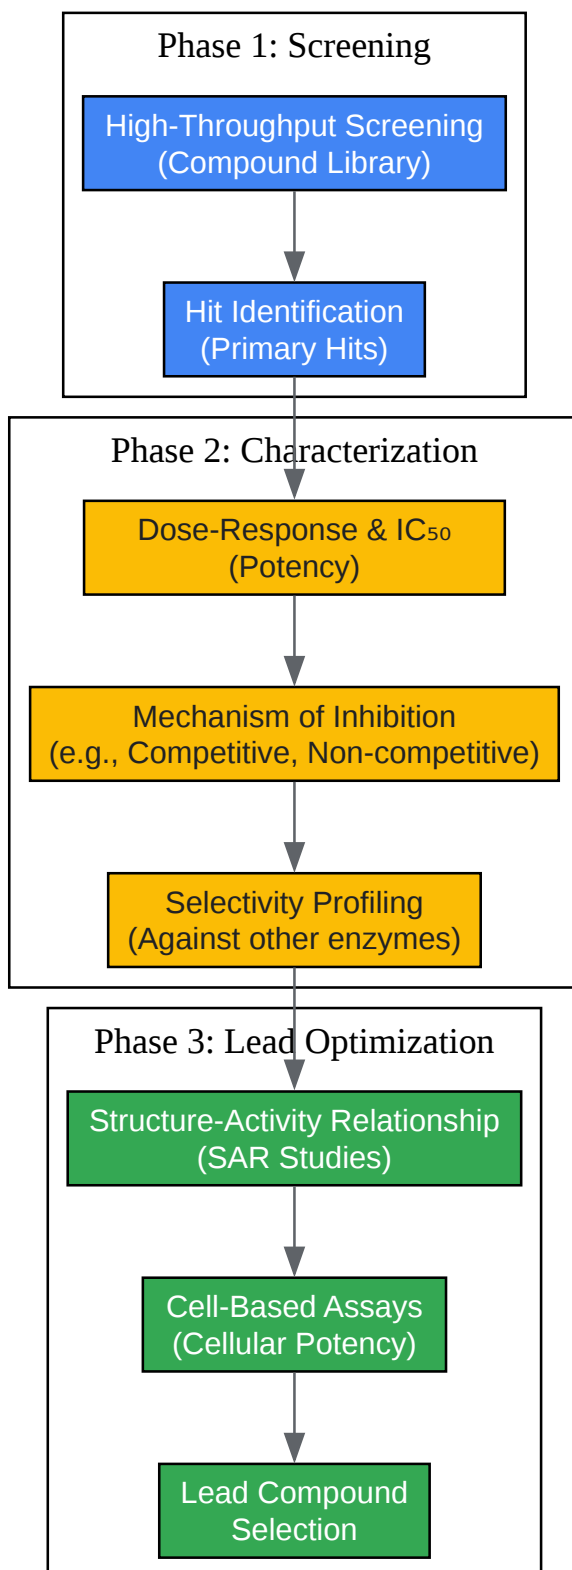 Phase 1: Screening
High-Throughput Screening
(Compound Library)
Hit Identification
(Primary Hits)
Phase 2: Characterization
Dose-Response & IC₅₀
(Potency)
Mechanism of Inhibition
(e.g., Competitive, Non-competitive)
Selectivity Profiling
(Against other enzymes)
Phase 3: Lead Optimization
Structure-Activity Relationship
(SAR Studies)
Cell-Based Assays
(Cellular Potency)
Lead Compound
Selection